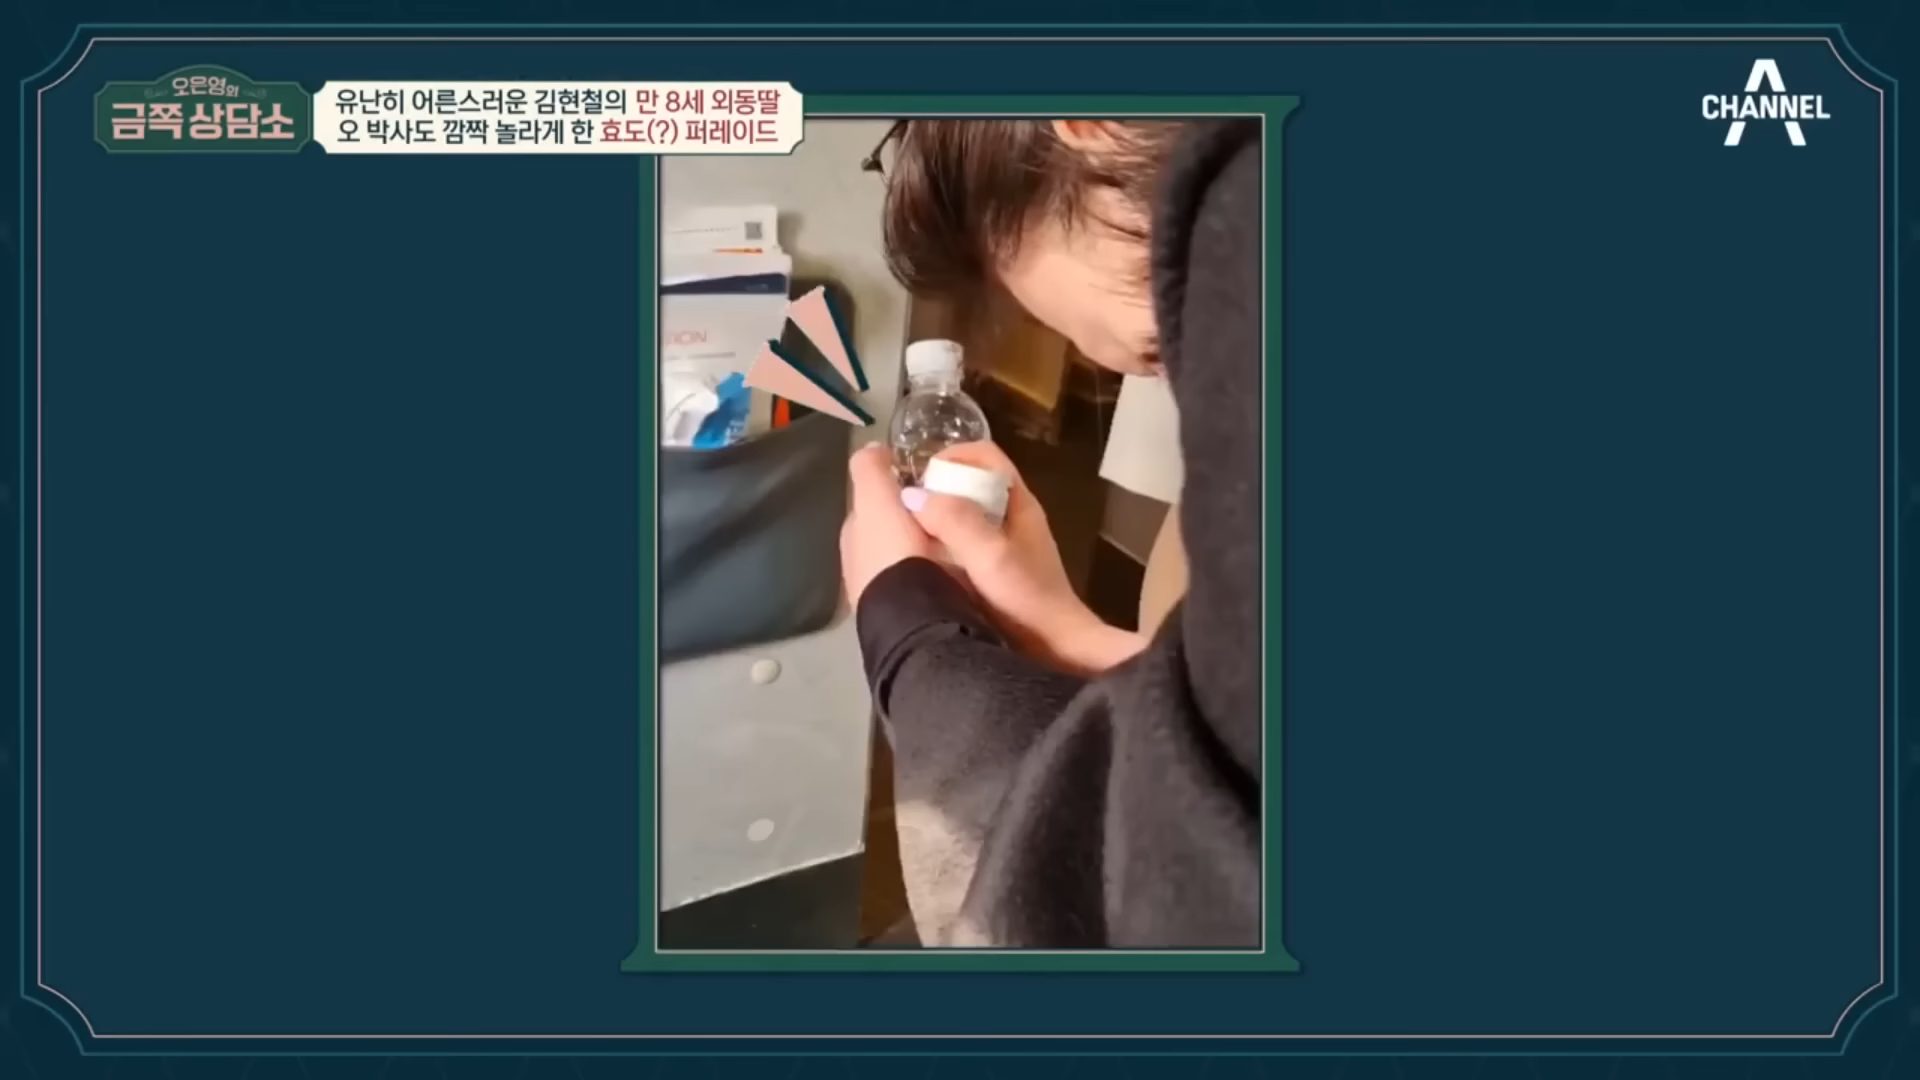 오은영의
금쪽 상담소
유난히 어른스러운 김현철의 만 8세 외동딸
오 박사도 깜짝 놀라게 한 효도(?) 퍼레이드
CHANNEL A